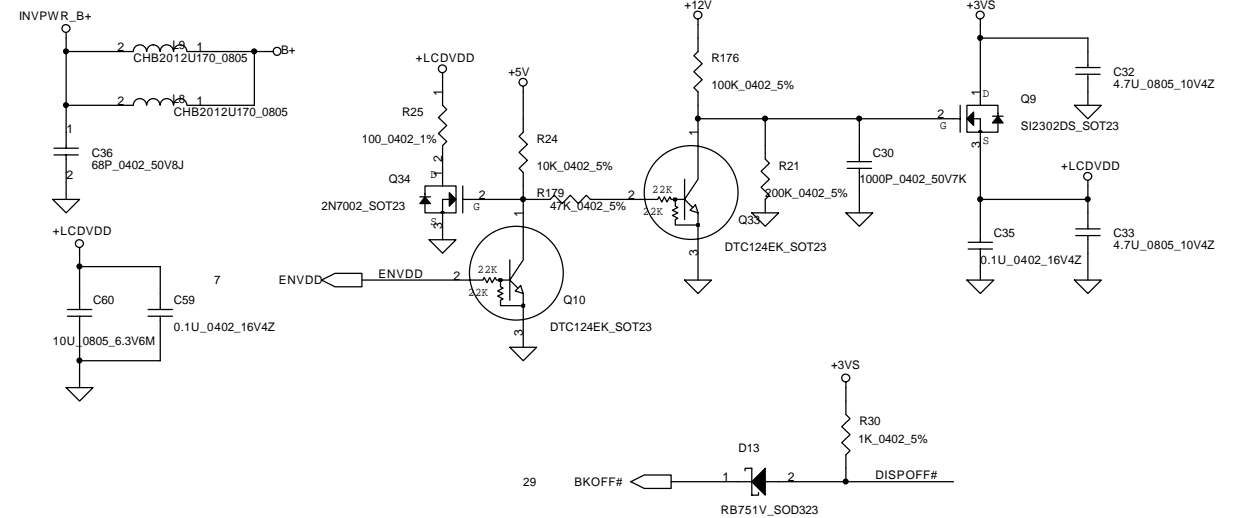 INVPWR_B+
2 L9 1
CHB2012U170_0805
B+
2 L8 1
CHB2012U170_0805
1
C36
68P_0402_50V8J
2
+LCDVDD
C60
10U_0805_6.3V6M
C59
0.1U_0402_16V4Z
+LCDVDD
1
R25
100_0402_1%
2
Q34
2N7002_SOT23
1 D
2
G
S
3
+5V
R24
10K_0402_5%
R179
47K_0402_5%
7
ENVDD
ENVDD
2
22K
22K
1
Q10
DTC124EK_SOT23
3
+12V
R176
100K_0402_5%
1
2
22K
22K
Q33
DTC124EK_SOT23
3
R21
200K_0402_5%
C30
1000P_0402_50V7K
+3VS
C32
4.7U_0805_10V4Z
1 D
2
G
Q9
SI2302DS_SOT23
3 S
+LCDVDD
C35
0.1U_0402_16V4Z
C33
4.7U_0805_10V4Z
+3VS
R30
1K_0402_5%
29
BKOFF#
1
D13
2
RB751V_SOD323
DISPOFF#